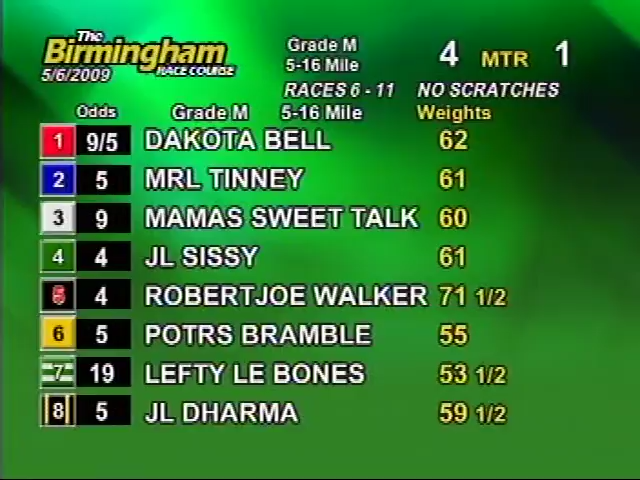 The
Birmingham
RACE COURSE
5/6/2009
Grade M
5-16 Mile
4 MTR 1
RACES 6 - 11 NO SCRATCHES
Odds Grade M 5-16 Mile Weights
1 9/5 DAKOTA BELL 62
2 5 MRL TINNEY 61
3 9 MAMAS SWEET TALK 60
4 4 JL SISSY 61
5 4 ROBERTJOE WALKER 71 1/2
6 5 POTRS BRAMBLE 55
7 19 LEFTY LE BONES 53 1/2
8 5 JL DHARMA 59 1/2